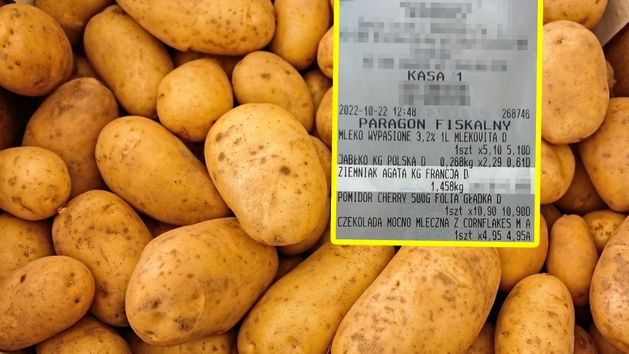 KASA 1
2022-10-22 12:48 268746
PARAGON FISKALNY
MLEKO WYPASIONE 3,2% 1L MLEKOVITA D
1szt x5,10 5,10D
JABŁKO KG POLSKA D 0,268kg x2,29 0,61D
ZIEMNIAK AGATA KG FRANCJA D
1,458kg
POMIDOR CHERRY 500G FOLIA GŁADKA D
1szt x10,90 10,90D
CZEKOLADA MOCNO MLECZNA Z CORNFLAKES M A
1szt x4,95 4,95A